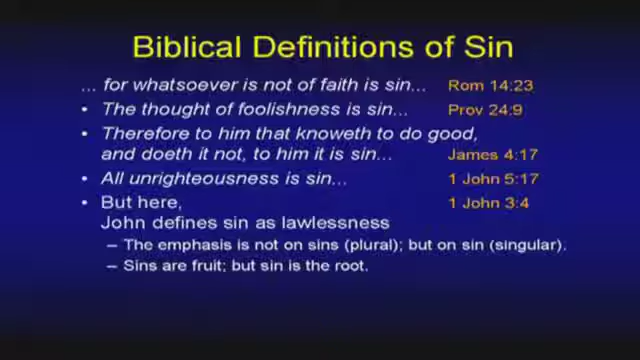 Biblical Definitions of Sin
... for whatsoever is not of faith is sin... Rom 14:23
• The thought of foolishness is sin... Prov 24:9
• Therefore to him that knoweth to do good,
and doeth it not, to him it is sin... James 4:17
• All unrighteousness is sin... 1 John 5:17
• But here, 1 John 3:4
John defines sin as lawlessness
– The emphasis is not on sins (plural); but on sin (singular).
– Sins are fruit; but sin is the root.